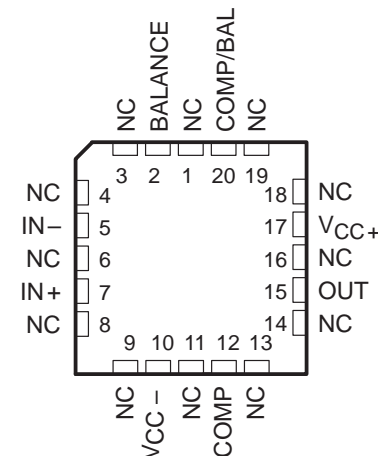 NC
BALANCE
NC
COMP/BAL
NC
3 2 1 20 19
NC 4
IN− 5
NC 6
IN+ 7
NC 8
18 NC
17 VCC+
16 NC
15 OUT
14 NC
9 10 11 12 13
NC
VCC −
NC
COMP
NC